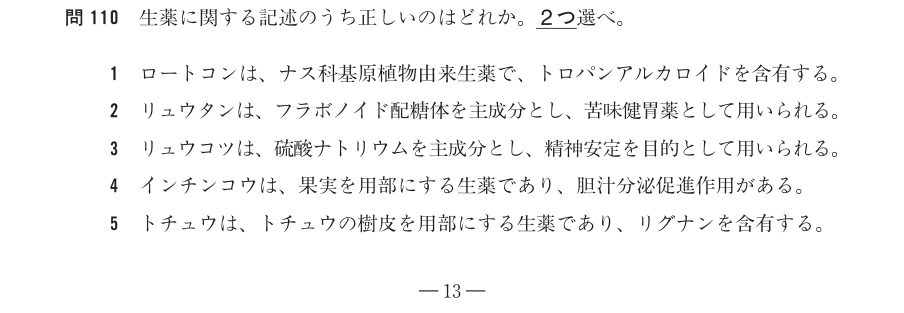 問 110 生薬に関する記述のうち正しいのはどれか。２つ選べ。
1 ロートコンは、ナス科基原植物由来生薬で、トロパンアルカロイドを含有する。
2 リュウタンは、フラボノイド配糖体を主成分とし、苦味健胃薬として用いられる。
3 リュウコツは、硫酸ナトリウムを主成分とし、精神安定を目的として用いられる。
4 インチンコウは、果実を用部にする生薬であり、胆汁分泌促進作用がある。
5 トチュウは、トチュウの樹皮を用部にする生薬であり、リグナンを含有する。
— 13 —